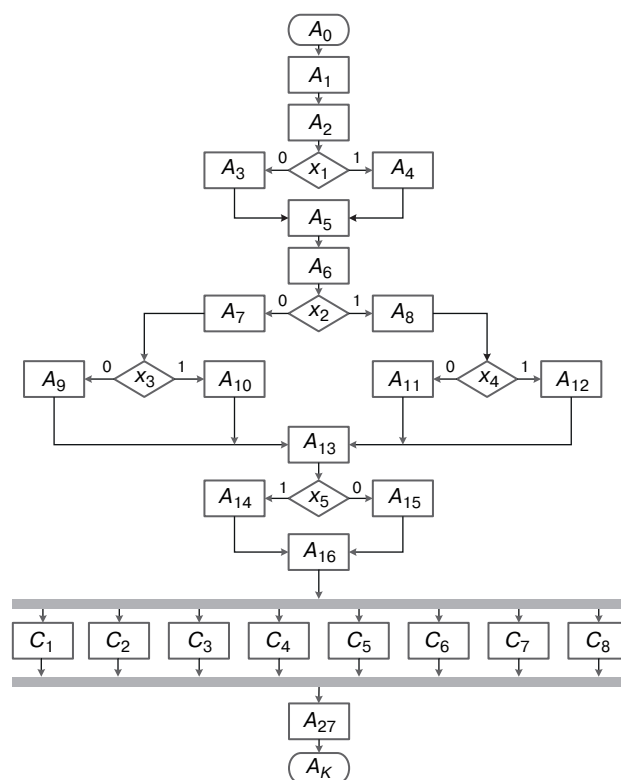 A0
A1
A2
A3 0 x1 1 A4
A5
A6
A7 0 x2 1 A8
A9 0 x3 1 A10 A11 0 x4 1 A12
A13
A14 1 x5 0 A15
A16
C1 C2 C3 C4 C5 C6 C7 C8
A27
AK